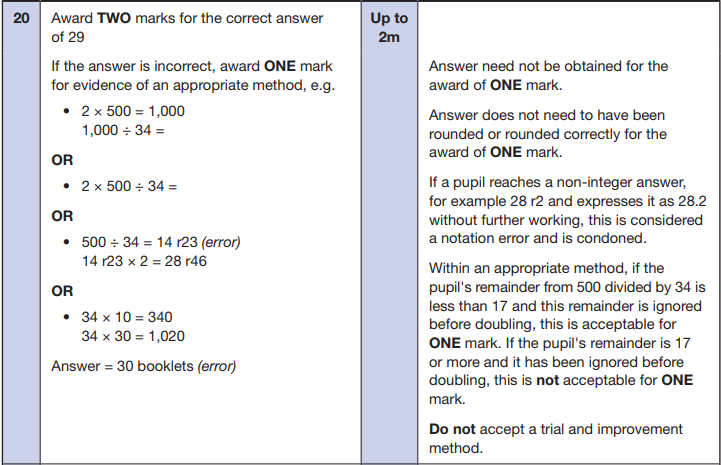 20
Award TWO marks for the correct answer
of 29
If the answer is incorrect, award ONE mark
for evidence of an appropriate method, e.g.
• 2 × 500 = 1,000
1,000 ÷ 34 =
OR
• 2 × 500 ÷ 34 =
OR
• 500 ÷ 34 = 14 r23 (error)
14 r23 × 2 = 28 r46
OR
• 34 × 10 = 340
34 × 30 = 1,020
Answer = 30 booklets (error)
Up to
2m
Answer need not be obtained for the
award of ONE mark.
Answer does not need to have been
rounded or rounded correctly for the
award of ONE mark.
If a pupil reaches a non-integer answer,
for example 28 r2 and expresses it as 28.2
without further working, this is considered
a notation error and is condoned.
Within an appropriate method, if the
pupil's remainder from 500 divided by 34 is
less than 17 and this remainder is ignored
before doubling, this is acceptable for
ONE mark. If the pupil's remainder is 17
or more and it has been ignored before
doubling, this is not acceptable for ONE
mark.
Do not accept a trial and improvement
method.